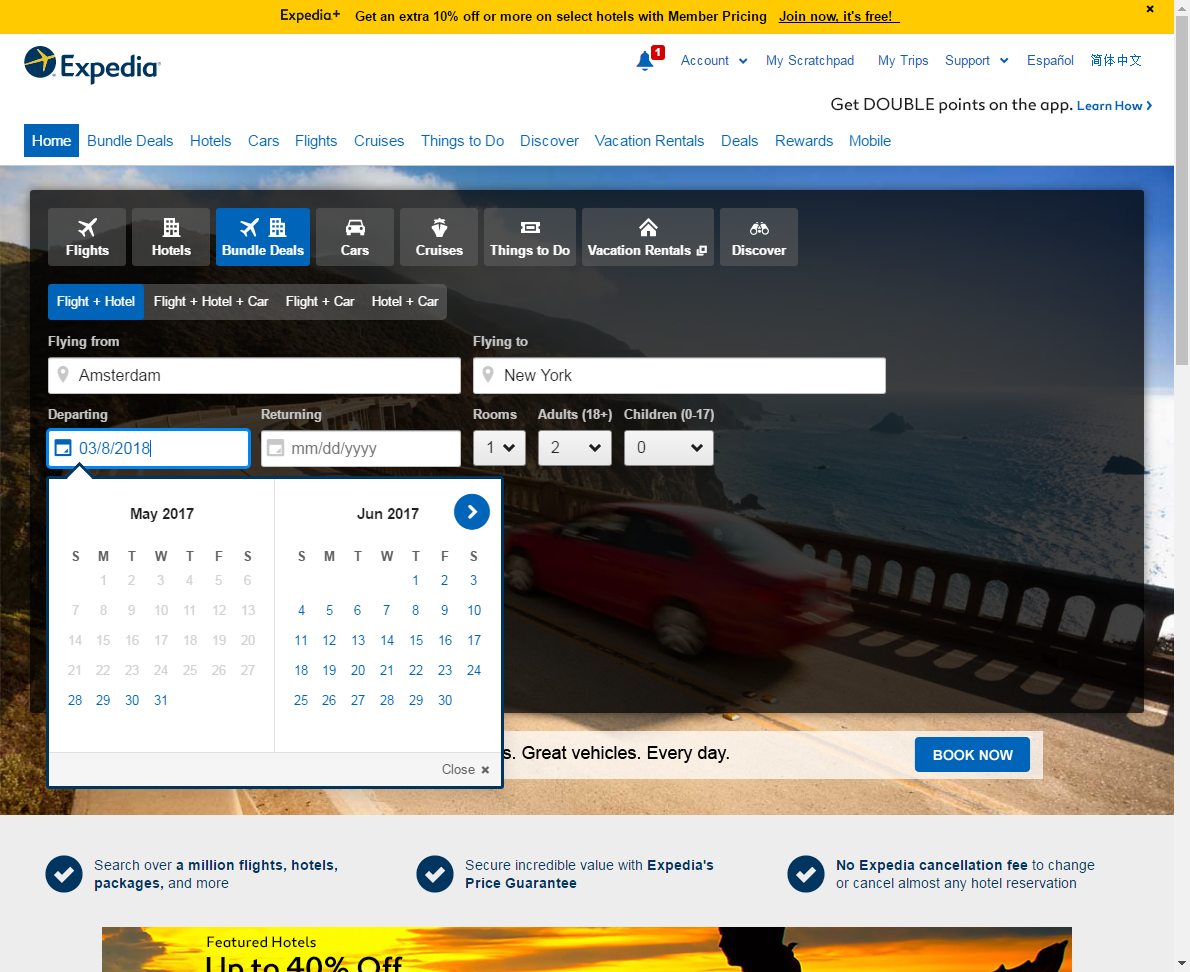 Expedia+ Get an extra 10% off or more on select hotels with Member Pricing Join now, it's free!
Expedia
1 Account My Scratchpad My Trips Support Español 简体中文
Get DOUBLE points on the app. Learn How
Home Bundle Deals Hotels Cars Flights Cruises Things to Do Discover Vacation Rentals Deals Rewards Mobile
Flights Hotels Bundle Deals Cars Cruises Things to Do Vacation Rentals Discover
Flight + Hotel Flight + Hotel + Car Flight + Car Hotel + Car
Flying from Flying to
Amsterdam New York
Departing Returning Rooms Adults (18+) Children (0-17)
03/8/2018 mm/dd/yyyy 1 2 0
May 2017 Jun 2017
S M T W T F S S M T W T F S
1 2 3 4 5 6 1 2 3
7 8 9 10 11 12 13 4 5 6 7 8 9 10
14 15 16 17 18 19 20 11 12 13 14 15 16 17
21 22 23 24 25 26 27 18 19 20 21 22 23 24
28 29 30 31 25 26 27 28 29 30
s. Great vehicles. Every day. BOOK NOW
Close
Search over a million flights, hotels, packages, and more
Secure incredible value with Expedia's Price Guarantee
No Expedia cancellation fee to change or cancel almost any hotel reservation
Featured Hotels
Up to 40% Off